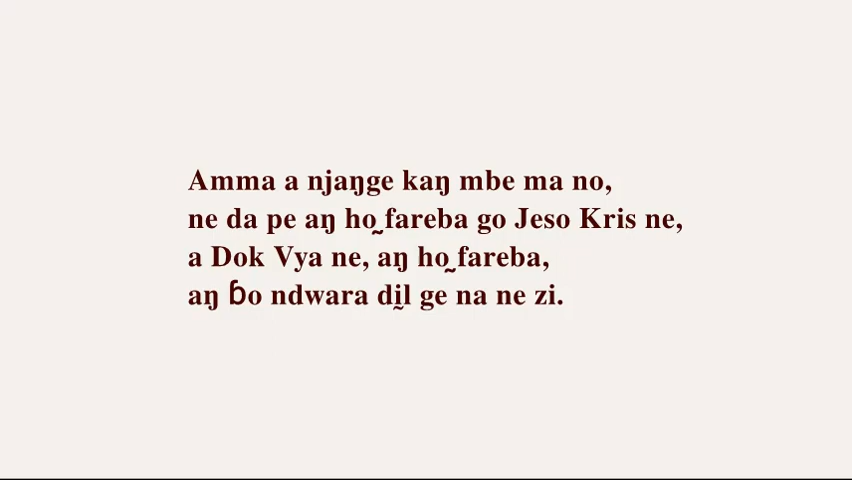 Amma a njaŋge kaŋ mbe ma no,
ne da pe aŋ ho̰ fareba go Jeso Kris ne,
a Dok Vya ne, aŋ ho̰ fareba,
aŋ ɓo ndwara dḭl ge na ne zi.